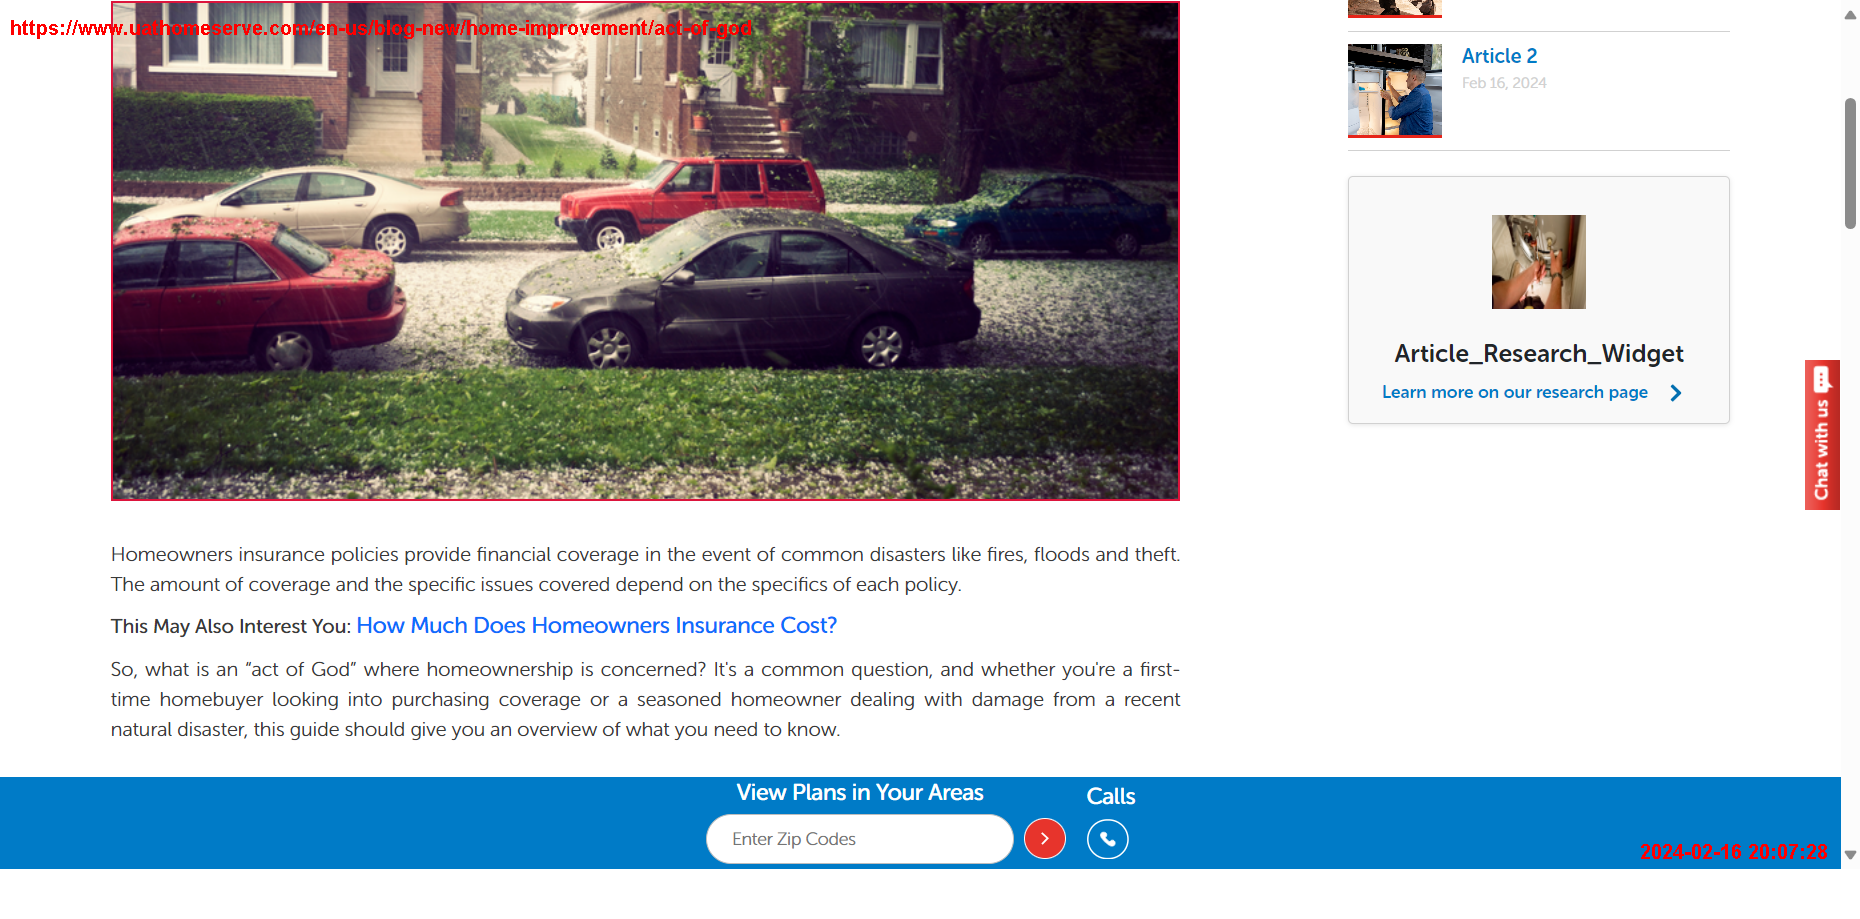 https://www.uathomeserve.com/en-us/blog-new/home-improvement/act-of-god
Homeowners insurance policies provide financial coverage in the event of common disasters like fires, floods and theft.
The amount of coverage and the specific issues covered depend on the specifics of each policy.
This May Also Interest You: How Much Does Homeowners Insurance Cost?
So, what is an “act of God” where homeownership is concerned? It's a common question, and whether you're a first-
time homebuyer looking into purchasing coverage or a seasoned homeowner dealing with damage from a recent
natural disaster, this guide should give you an overview of what you need to know.
Article 2
Feb 16, 2024
Article_Research_Widget
Learn more on our research page
Chat with us
View Plans in Your Areas
Enter Zip Codes
Calls
2024-02-16 20:07:28